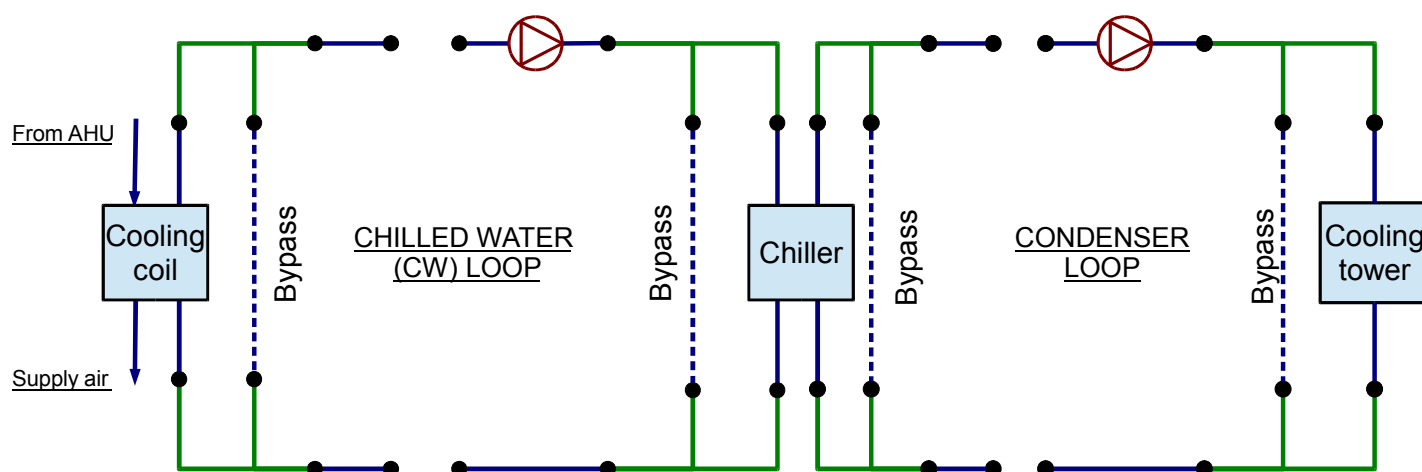 From AHU
Supply air
Cooling
coil
Bypass
CHILLED WATER
(CW) LOOP
Bypass
Chiller
Bypass
CONDENSER
LOOP
Bypass
Cooling
tower